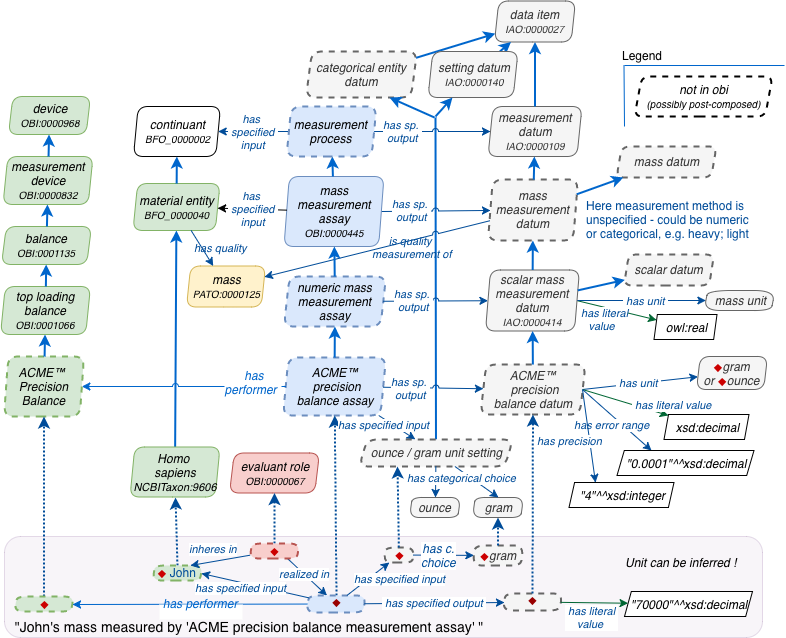 data item
IAO:0000027
categorical entity
datum
setting datum
IAO:0000140
Legend
not in obi
(possibly post-composed)
device
OBI:0000968
continuant
BFO_0000002
has
specified
input
measurement
process
has sp.
output
measurement
datum
IAO:0000109
mass datum
measurement
device
OBI:0000832
material entity
BFO_0000040
has
specified
input
mass
measurement
assay
OBI:0000445
has sp.
output
mass
measurement
datum
Here measurement method is
unspecified - could be numeric
or categorical, e.g. heavy; light
balance
OBI:0001135
has quality
is quality
measurement of
mass
PATO:0000125
scalar datum
top loading
balance
OBI:0001066
numeric mass
measurement
assay
has sp.
output
scalar mass
measurement
datum
IAO:0000414
has unit
mass unit
has literal
value
owl:real
ACME™
Precision
Balance
has
performer
ACME™
precision
balance assay
has sp.
output
ACME™
precision
balance datum
has unit
gram
or ounce
has literal value
xsd:decimal
has error range
"0.0001"^^xsd:decimal
has precision
"4"^^xsd:integer
has specified input
ounce / gram unit setting
has categorical choice
ounce
gram
Homo
sapiens
NCBITaxon:9606
evaluant role
OBI:0000067
inheres in
John
realized in
has specified input
has specified input
has c.
choice
gram
Unit can be inferred !
has performer
has specified output
has literal
value
"70000"^^xsd:decimal
"John's mass measured by 'ACME precision balance measurement assay' "